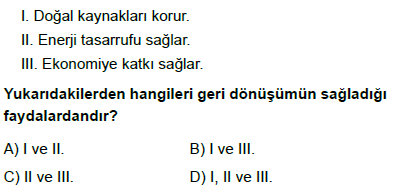 I. Doğal kaynakları korur.
II. Enerji tasarrufu sağlar.
III. Ekonomiye katkı sağlar.
Yukarıdakilerden hangileri geri dönüşümün sağladığı
faydalardandır?
A) I ve II. B) I ve III.
C) II ve III. D) I, II ve III.